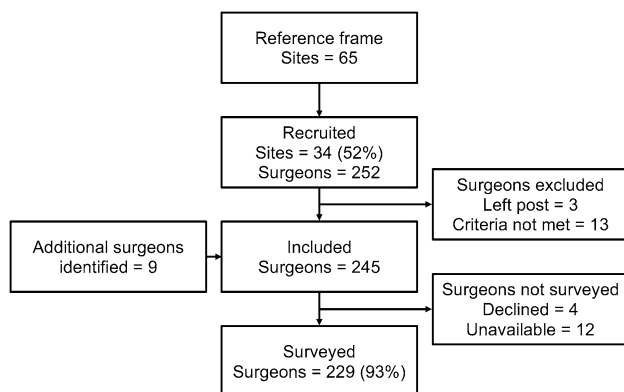 Reference frame
Sites = 65
Recruited
Sites = 34 (52%)
Surgeons = 252
Surgeons excluded
Left post = 3
Criteria not met = 13
Additional surgeons
identified = 9
Included
Surgeons = 245
Surgeons not surveyed
Declined = 4
Unavailable = 12
Surveyed
Surgeons = 229 (93%)